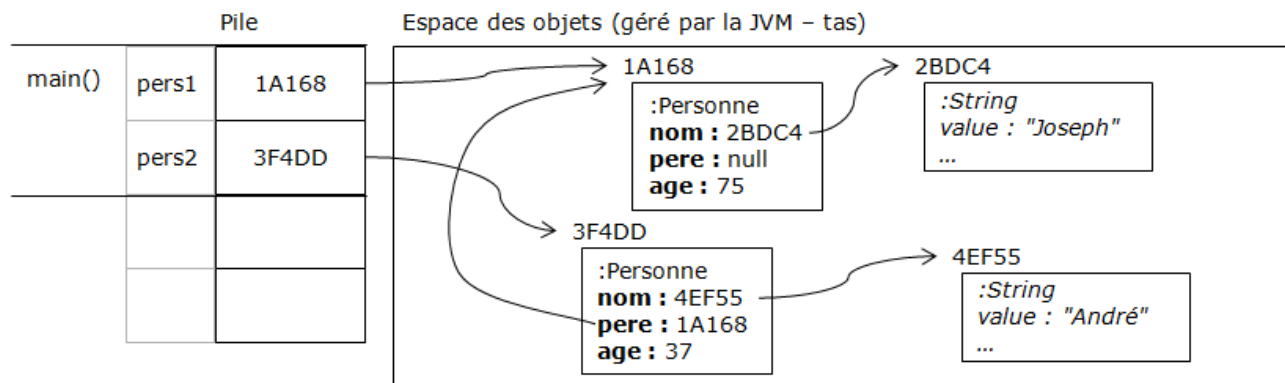 Pile
Espace des objets (géré par la JVM – tas)
main()
pers1
1A168
pers2
3F4DD
1A168
:Personne
nom : 2BDC4
pere : null
age : 75
2BDC4
:String
value : "Joseph"
...
3F4DD
:Personne
nom : 4EF55
pere : 1A168
age : 37
4EF55
:String
value : "André"
...